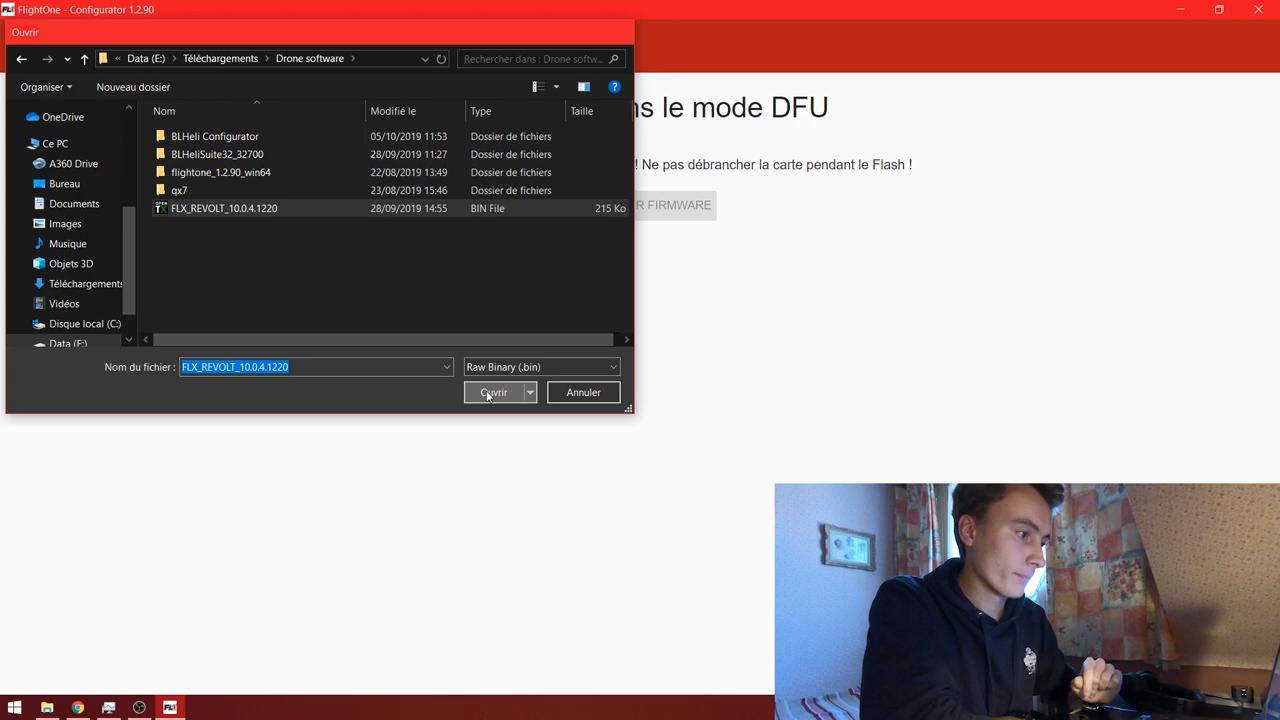 FlightOne - Configurator 1.2.90
Ouvrir
« Data (E:) > Téléchargements > Drone software >
Rechercher dans : Drone softw...
Organiser
Nouveau dossier
Nom Modifié le Type Taille
OneDrive
Ce PC
A360 Drive
Bureau
Documents
Images
Musique
Objets 3D
Téléchargements
Vidéos
Disque local (C:)
Data (E:)
BLHeli Configurator 05/10/2019 11:53 Dossier de fichiers
BLHeliSuite32_32700 28/09/2019 11:27 Dossier de fichiers
flightone_1.2.90_win64 22/08/2019 13:49 Dossier de fichiers
qx7 23/08/2019 15:46 Dossier de fichiers
FLX_REVOLT_10.0.4.1220 28/09/2019 14:55 BIN File 215 Ko
Nom du fichier : FLX_REVOLT_10.0.4.1220
Raw Binary (.bin)
Ouvrir
Annuler
ns le mode DFU
! Ne pas débrancher la carte pendant le Flash !
R FIRMWARE